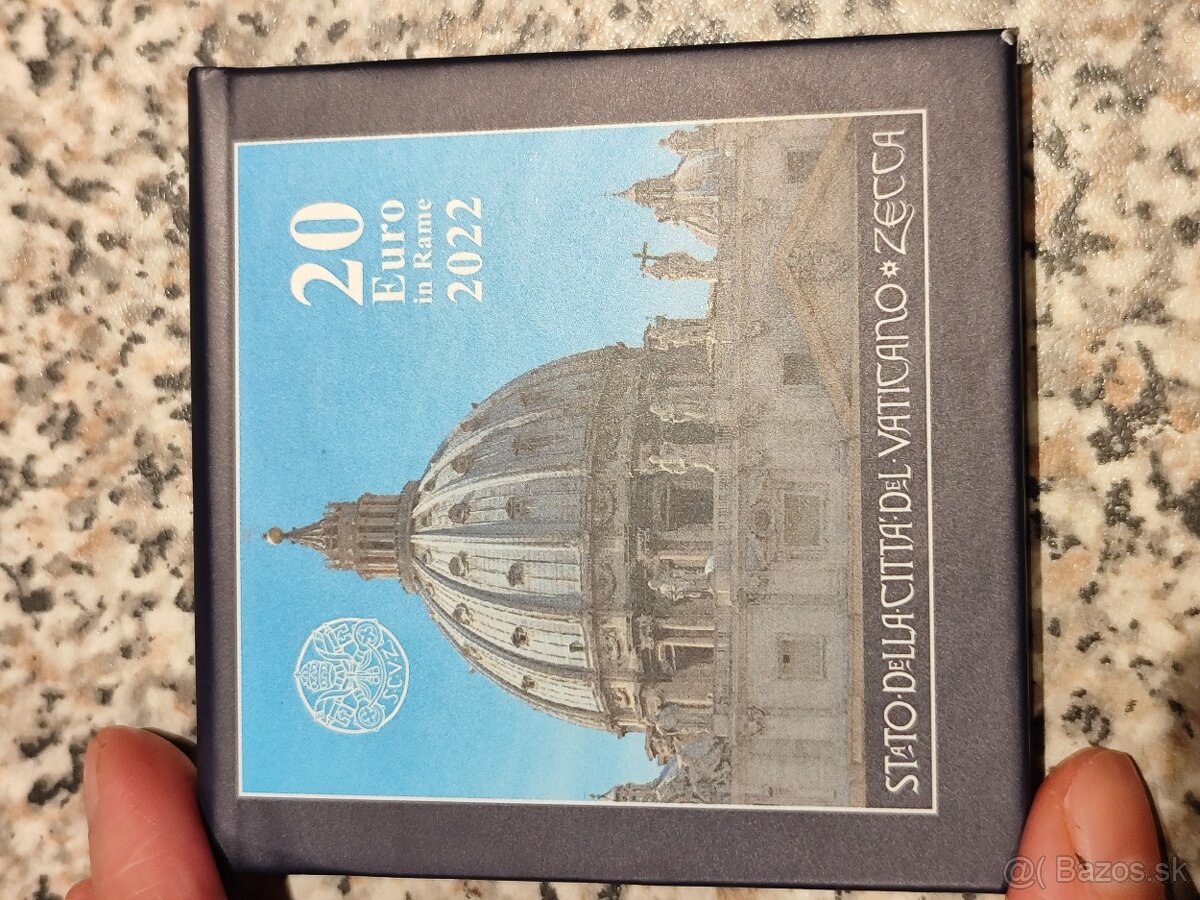 20
Euro
in Rame
2022
S.C.V.Z.
STATO·DELLA·CITTÀ·DEL·VATICANO * ZECCA
@( Bazos.sk